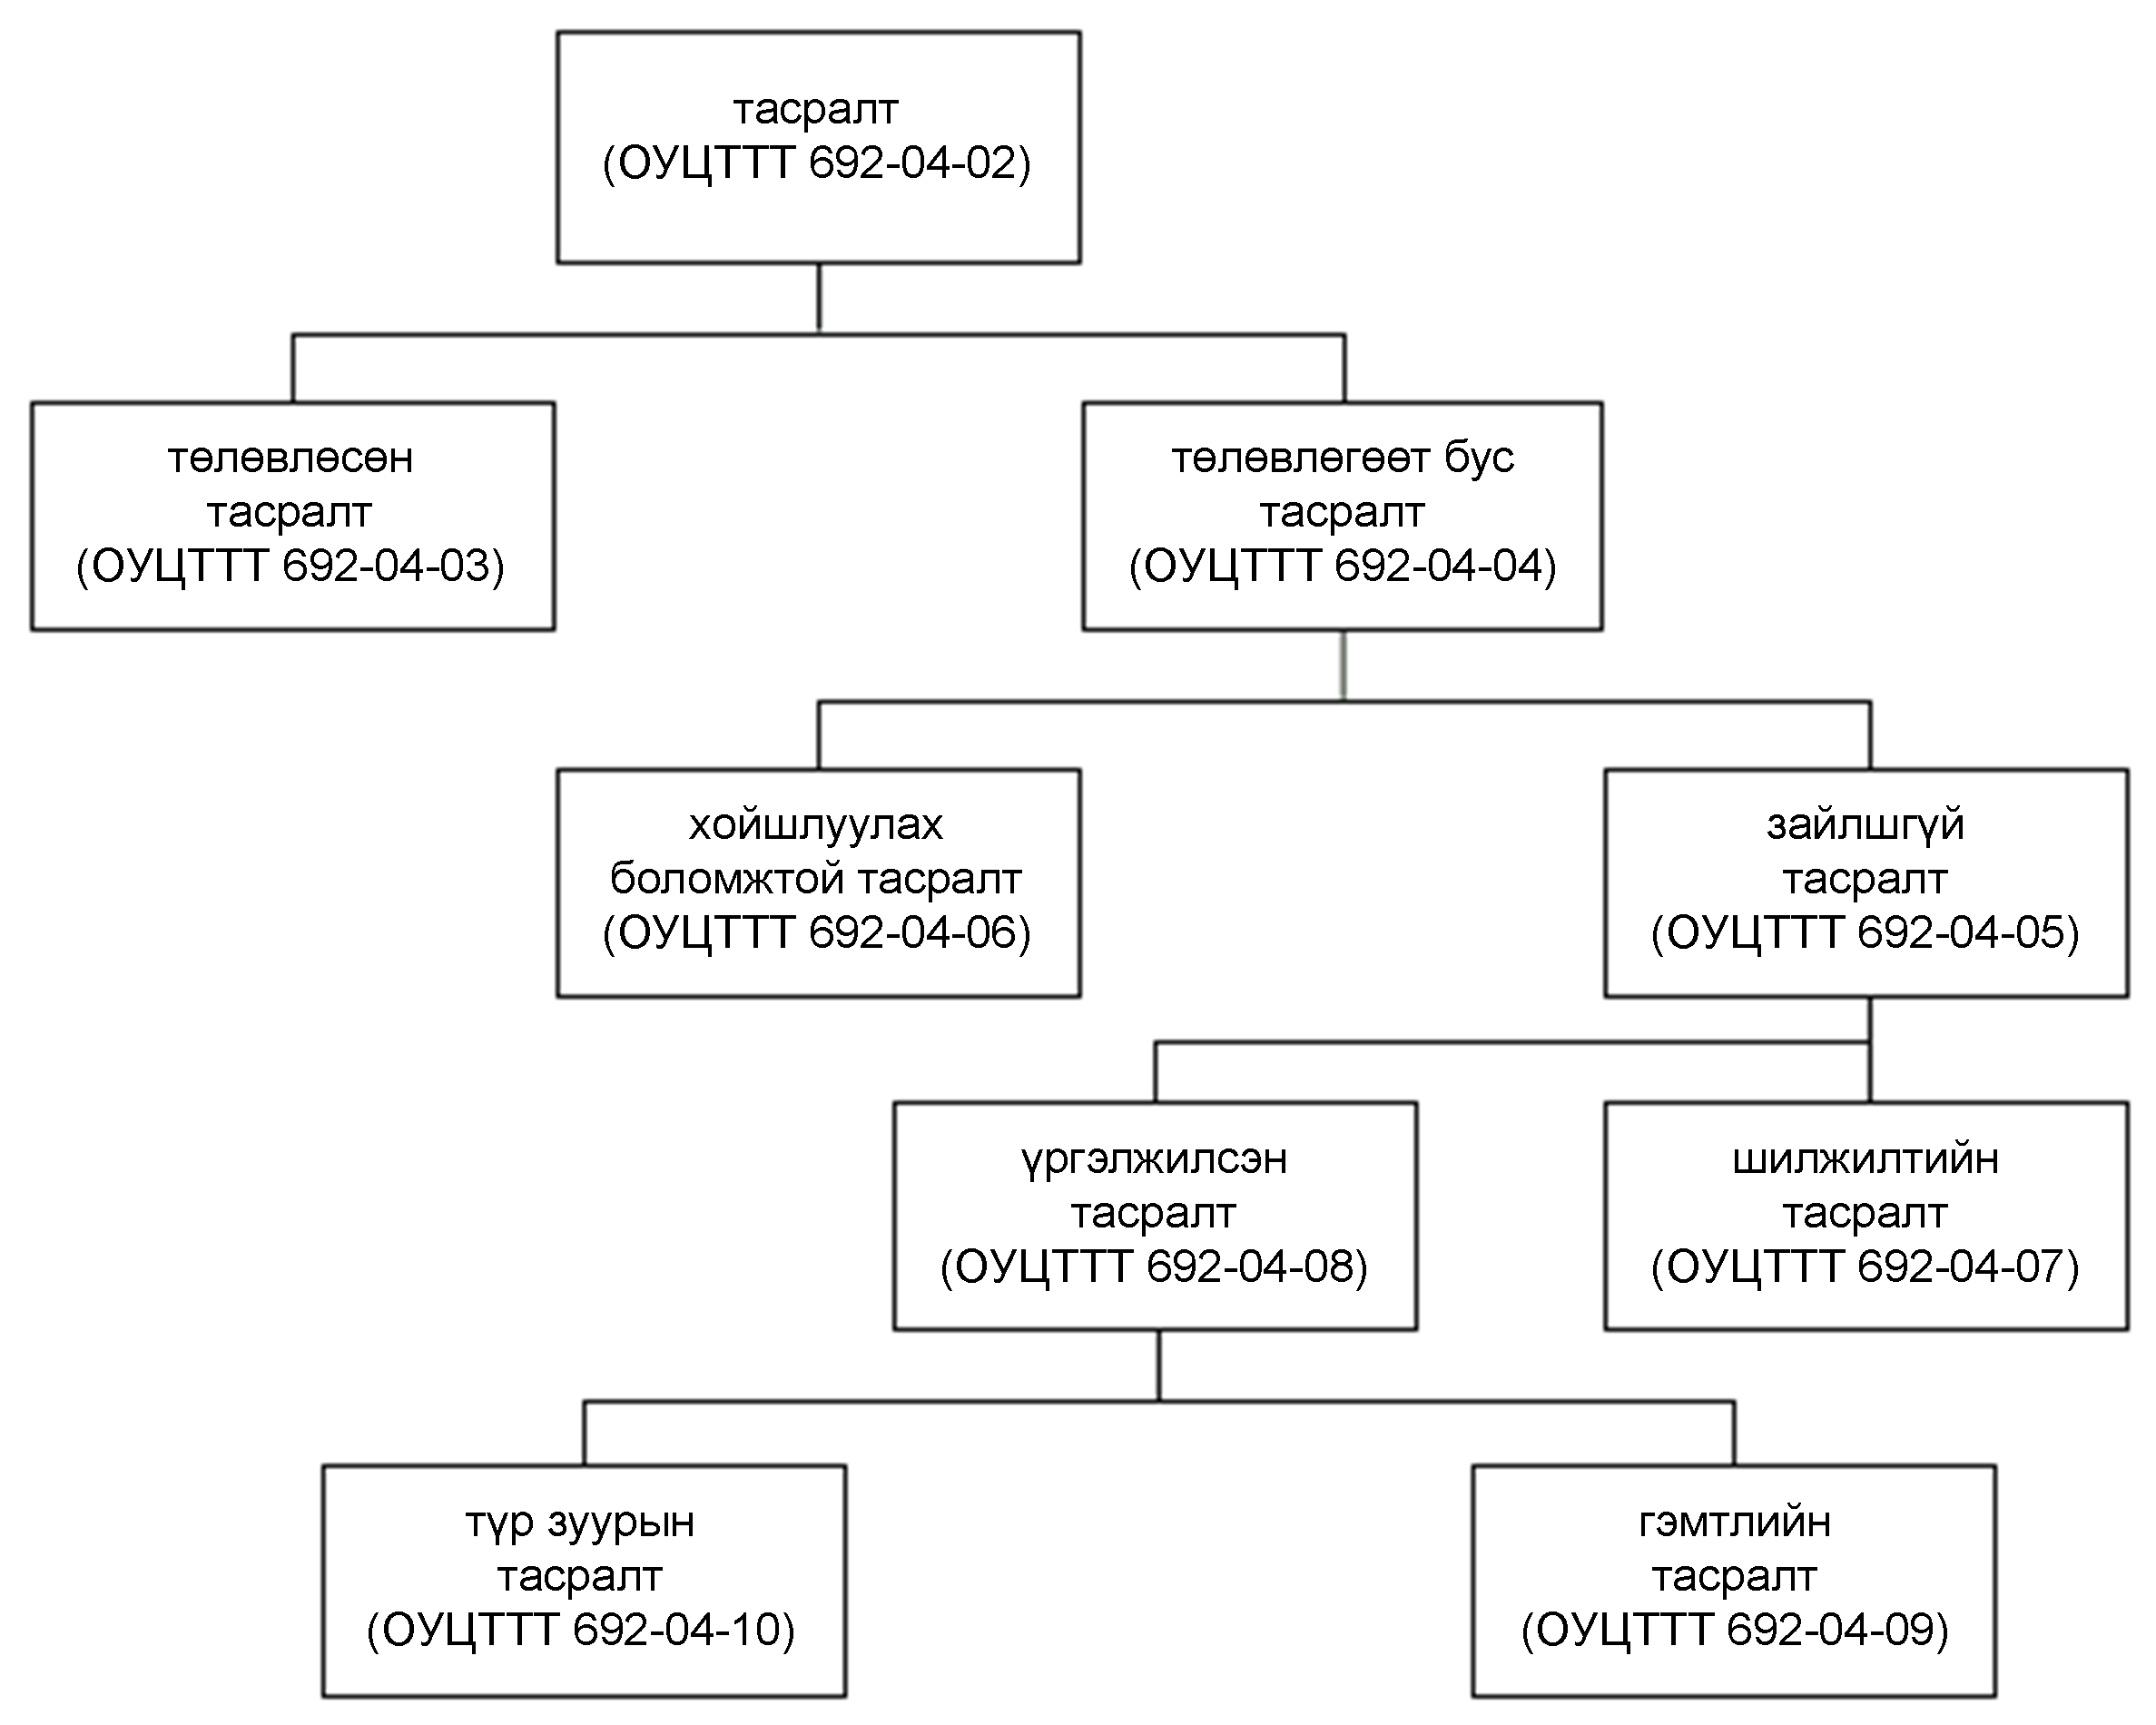 тасралт
(ОУЦТТТ 692-04-02)
төлөвлөсөн
тасралт
(ОУЦТТТ 692-04-03)
төлөвлөгөөт бус
тасралт
(ОУЦТТТ 692-04-04)
хойшлуулах
боломжтой тасралт
(ОУЦТТТ 692-04-06)
зайлшгүй
тасралт
(ОУЦТТТ 692-04-05)
үргэлжилсэн
тасралт
(ОУЦТТТ 692-04-08)
шилжилтийн
тасралт
(ОУЦТТТ 692-04-07)
түр зуурын
тасралт
(ОУЦТТТ 692-04-10)
гэмтлийн
тасралт
(ОУЦТТТ 692-04-09)